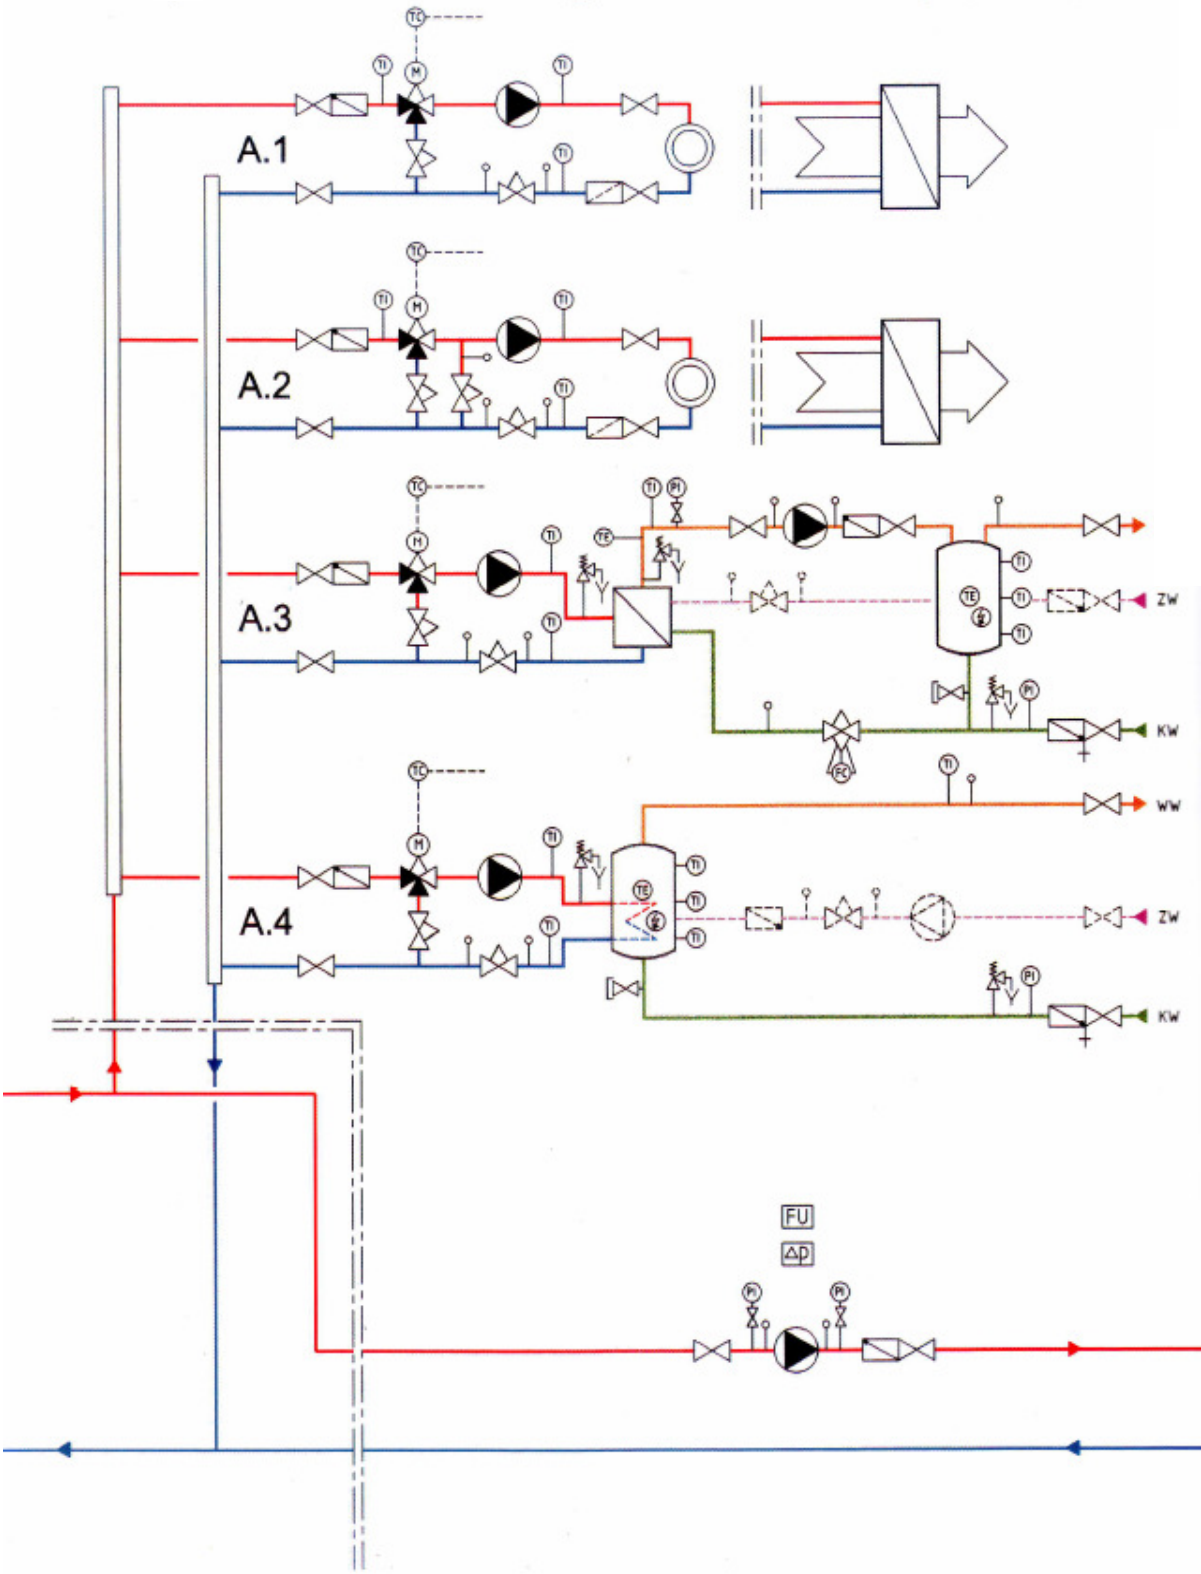 TC
TI M TI
A.1
TI
TC
TI M TI
A.2
TI
TC
TI PI
M TI TE
TI
TE TI ZW
A.3
TI TI
PI
KW
FC
TC TI
WW
M TI
TI
TE
TI ZW
A.4
TI TI
PI
KW
FU
Δp
PI PI